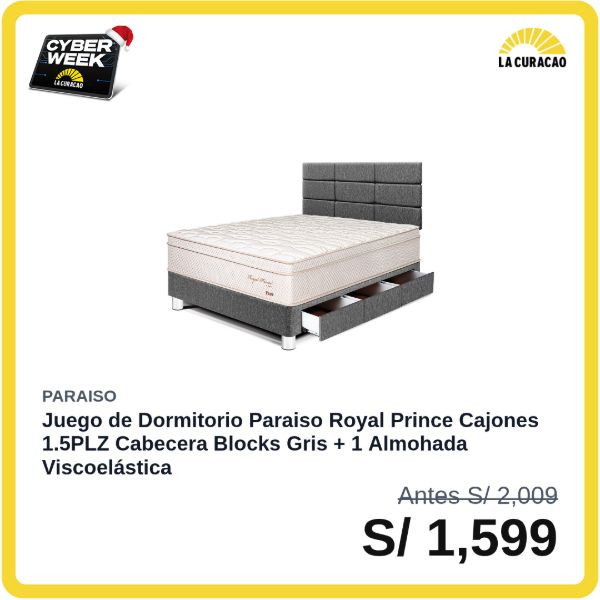 CYBER
WEEK
LA CURACAO
LA CURACAO
PARAISO
Juego de Dormitorio Paraiso Royal Prince Cajones
1.5PLZ Cabecera Blocks Gris + 1 Almohada
Viscoelástica
Antes S/ 2,009
S/ 1,599